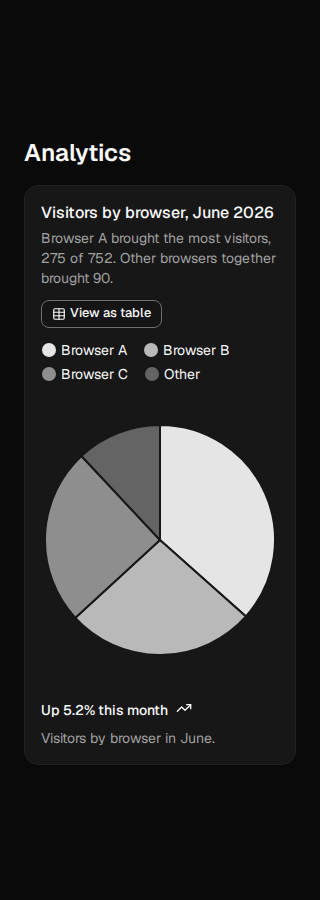 Analytics
Visitors by browser, June 2026
Browser A brought the most visitors,
275 of 752. Other browsers together
brought 90.
View as table
Browser A
Browser B
Browser C
Other
Up 5.2% this month
Visitors by browser in June.